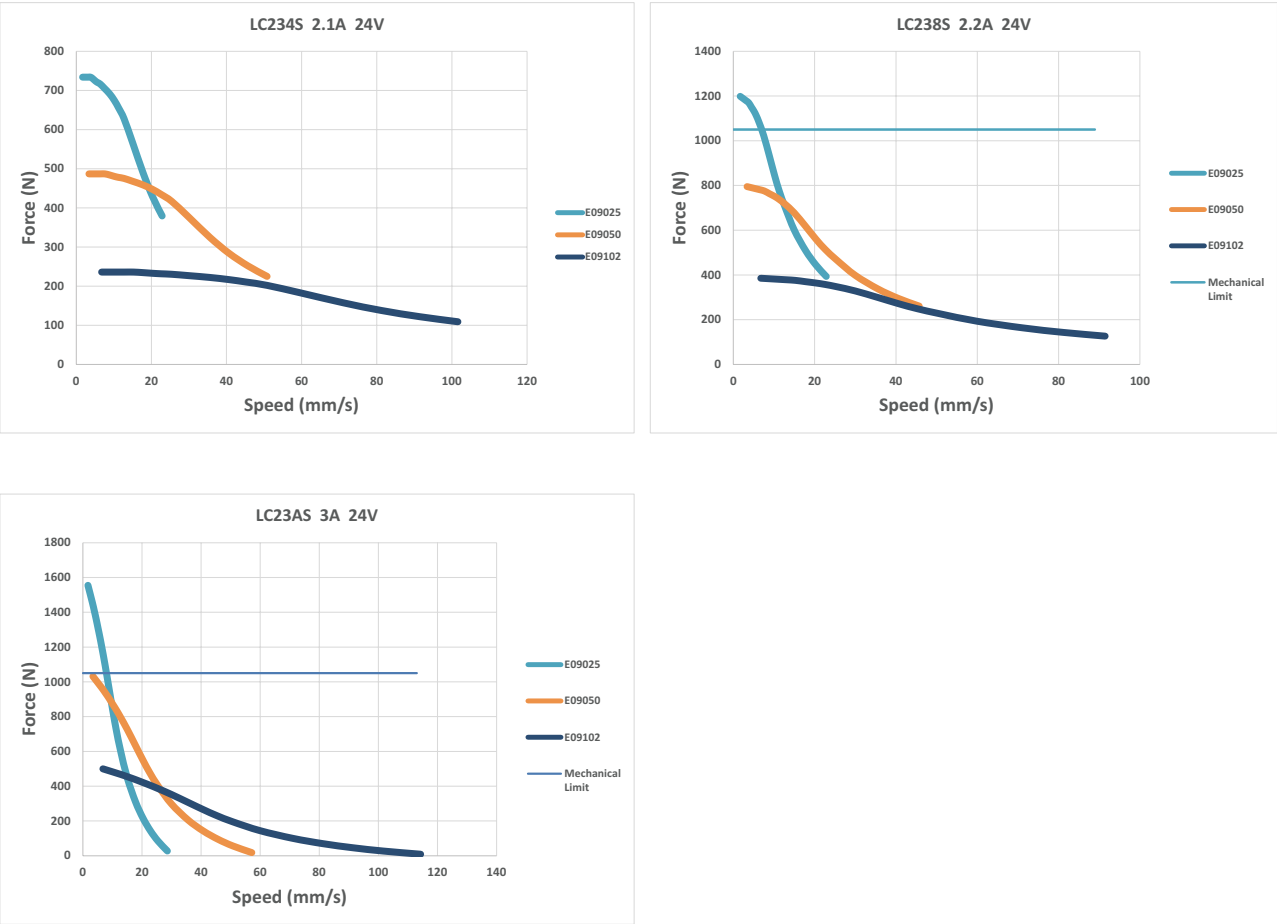 LC234S 2.1A 24V
800
700
600
500
400
300
200
100
0
0 20 40 60 80 100 120
Force (N)
Speed (mm/s)
E09025
E09050
E09102
LC238S 2.2A 24V
1400
1200
1000
800
600
400
200
0
0 20 40 60 80 100
Force (N)
Speed (mm/s)
E09025
E09050
E09102
Mechanical
Limit
LC23AS 3A 24V
1800
1600
1400
1200
1000
800
600
400
200
0
0 20 40 60 80 100 120 140
Force (N)
Speed (mm/s)
E09025
E09050
E09102
Mechanical
Limit